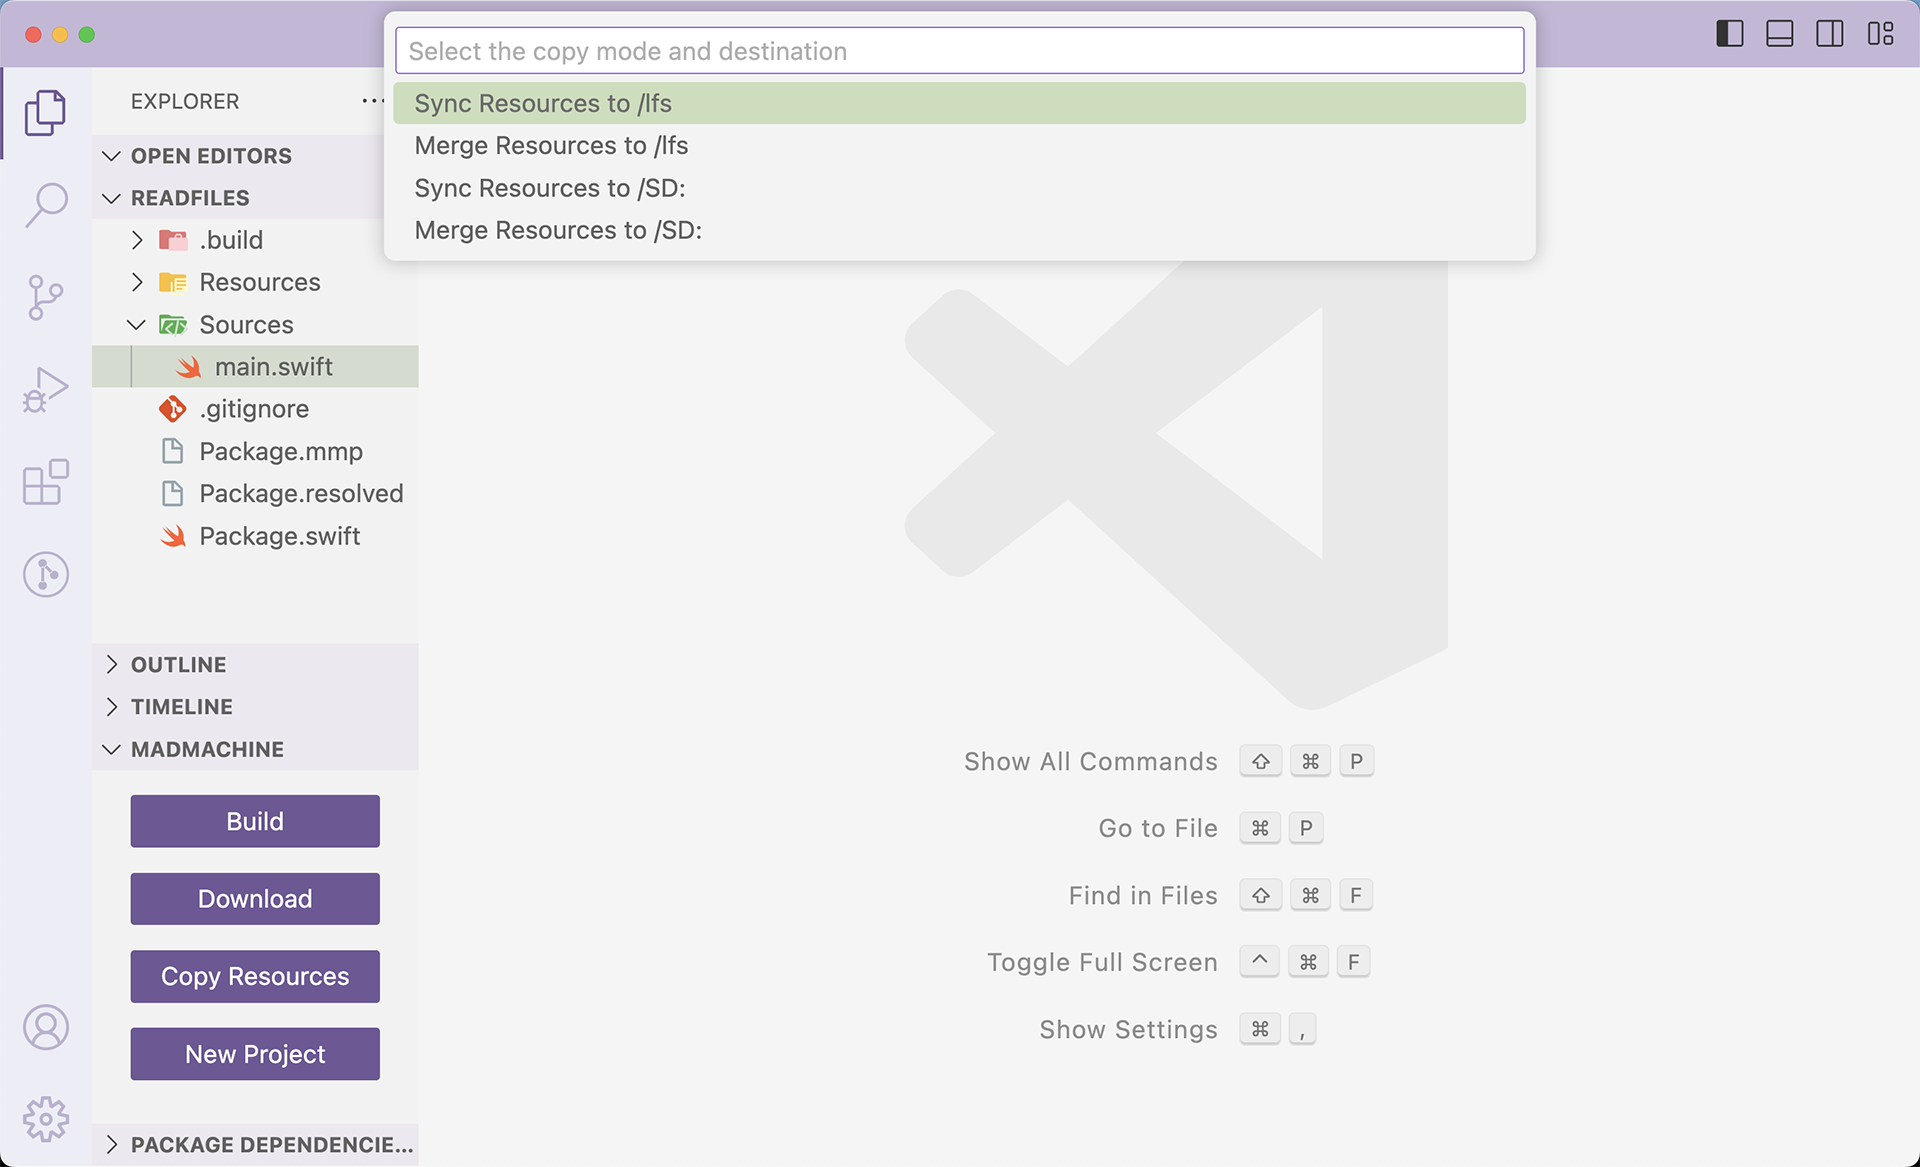 Select the copy mode and destination
Sync Resources to /lfs
Merge Resources to /lfs
Sync Resources to /SD:
Merge Resources to /SD:
EXPLORER
OPEN EDITORS
READFILES
.build
Resources
Sources
main.swift
.gitignore
Package.mmp
Package.resolved
Package.swift
OUTLINE
TIMELINE
MADMACHINE
Build
Download
Copy Resources
New Project
PACKAGE DEPENDENCIE...
Show All Commands ⇧ ⌘ P
Go to File ⌘ P
Find in Files ⇧ ⌘ F
Toggle Full Screen ^ ⌘ F
Show Settings ⌘ ,